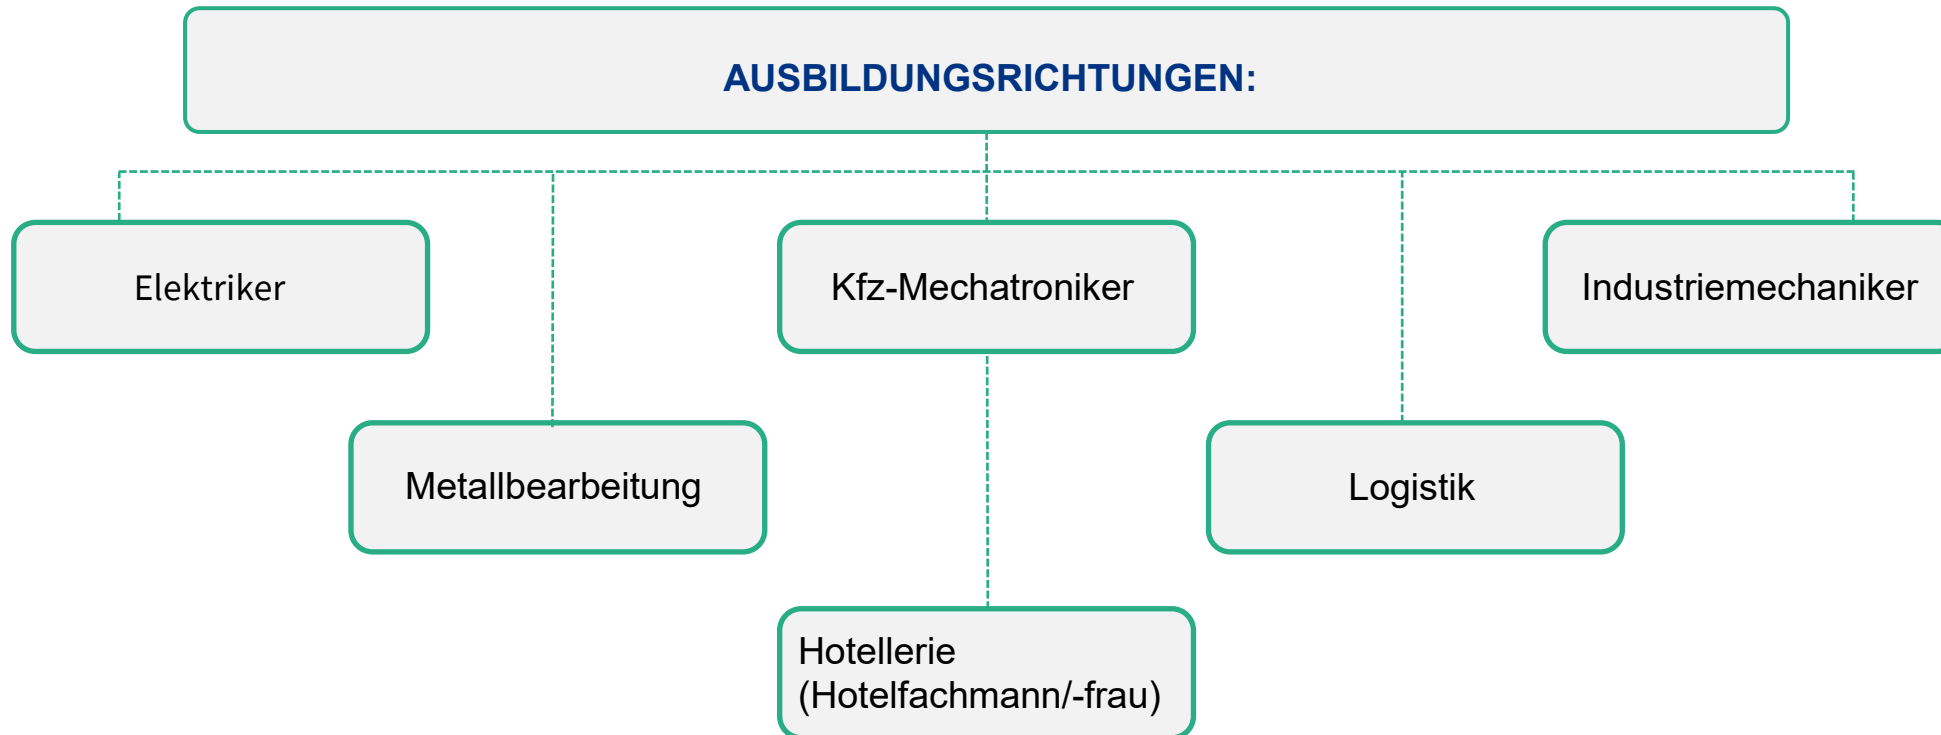 AUSBILDUNGSRICHTUNGEN:
Elektriker
Kfz-Mechatroniker
Industriemechaniker
Metallbearbeitung
Logistik
Hotellerie
(Hotelfachmann/-frau)